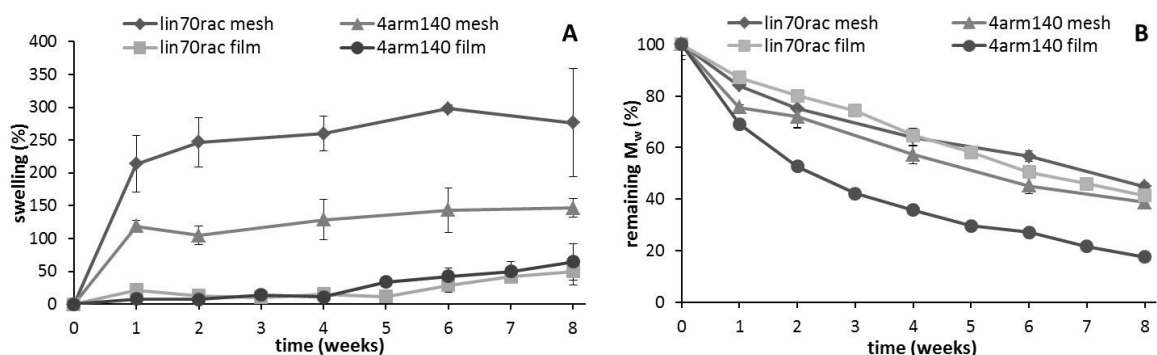 lin70rac mesh 4arm140 mesh
lin70rac film 4arm140 film
A
400
350
300
250
200
150
100
50
0
swelling (%)
0 1 2 3 4 5 6 7 8
time (weeks)
lin70rac mesh 4arm140 mesh
lin70rac film 4arm140 film
B
100
80
60
40
20
0
remaining Mw (%)
0 1 2 3 4 5 6 7 8
time (weeks)